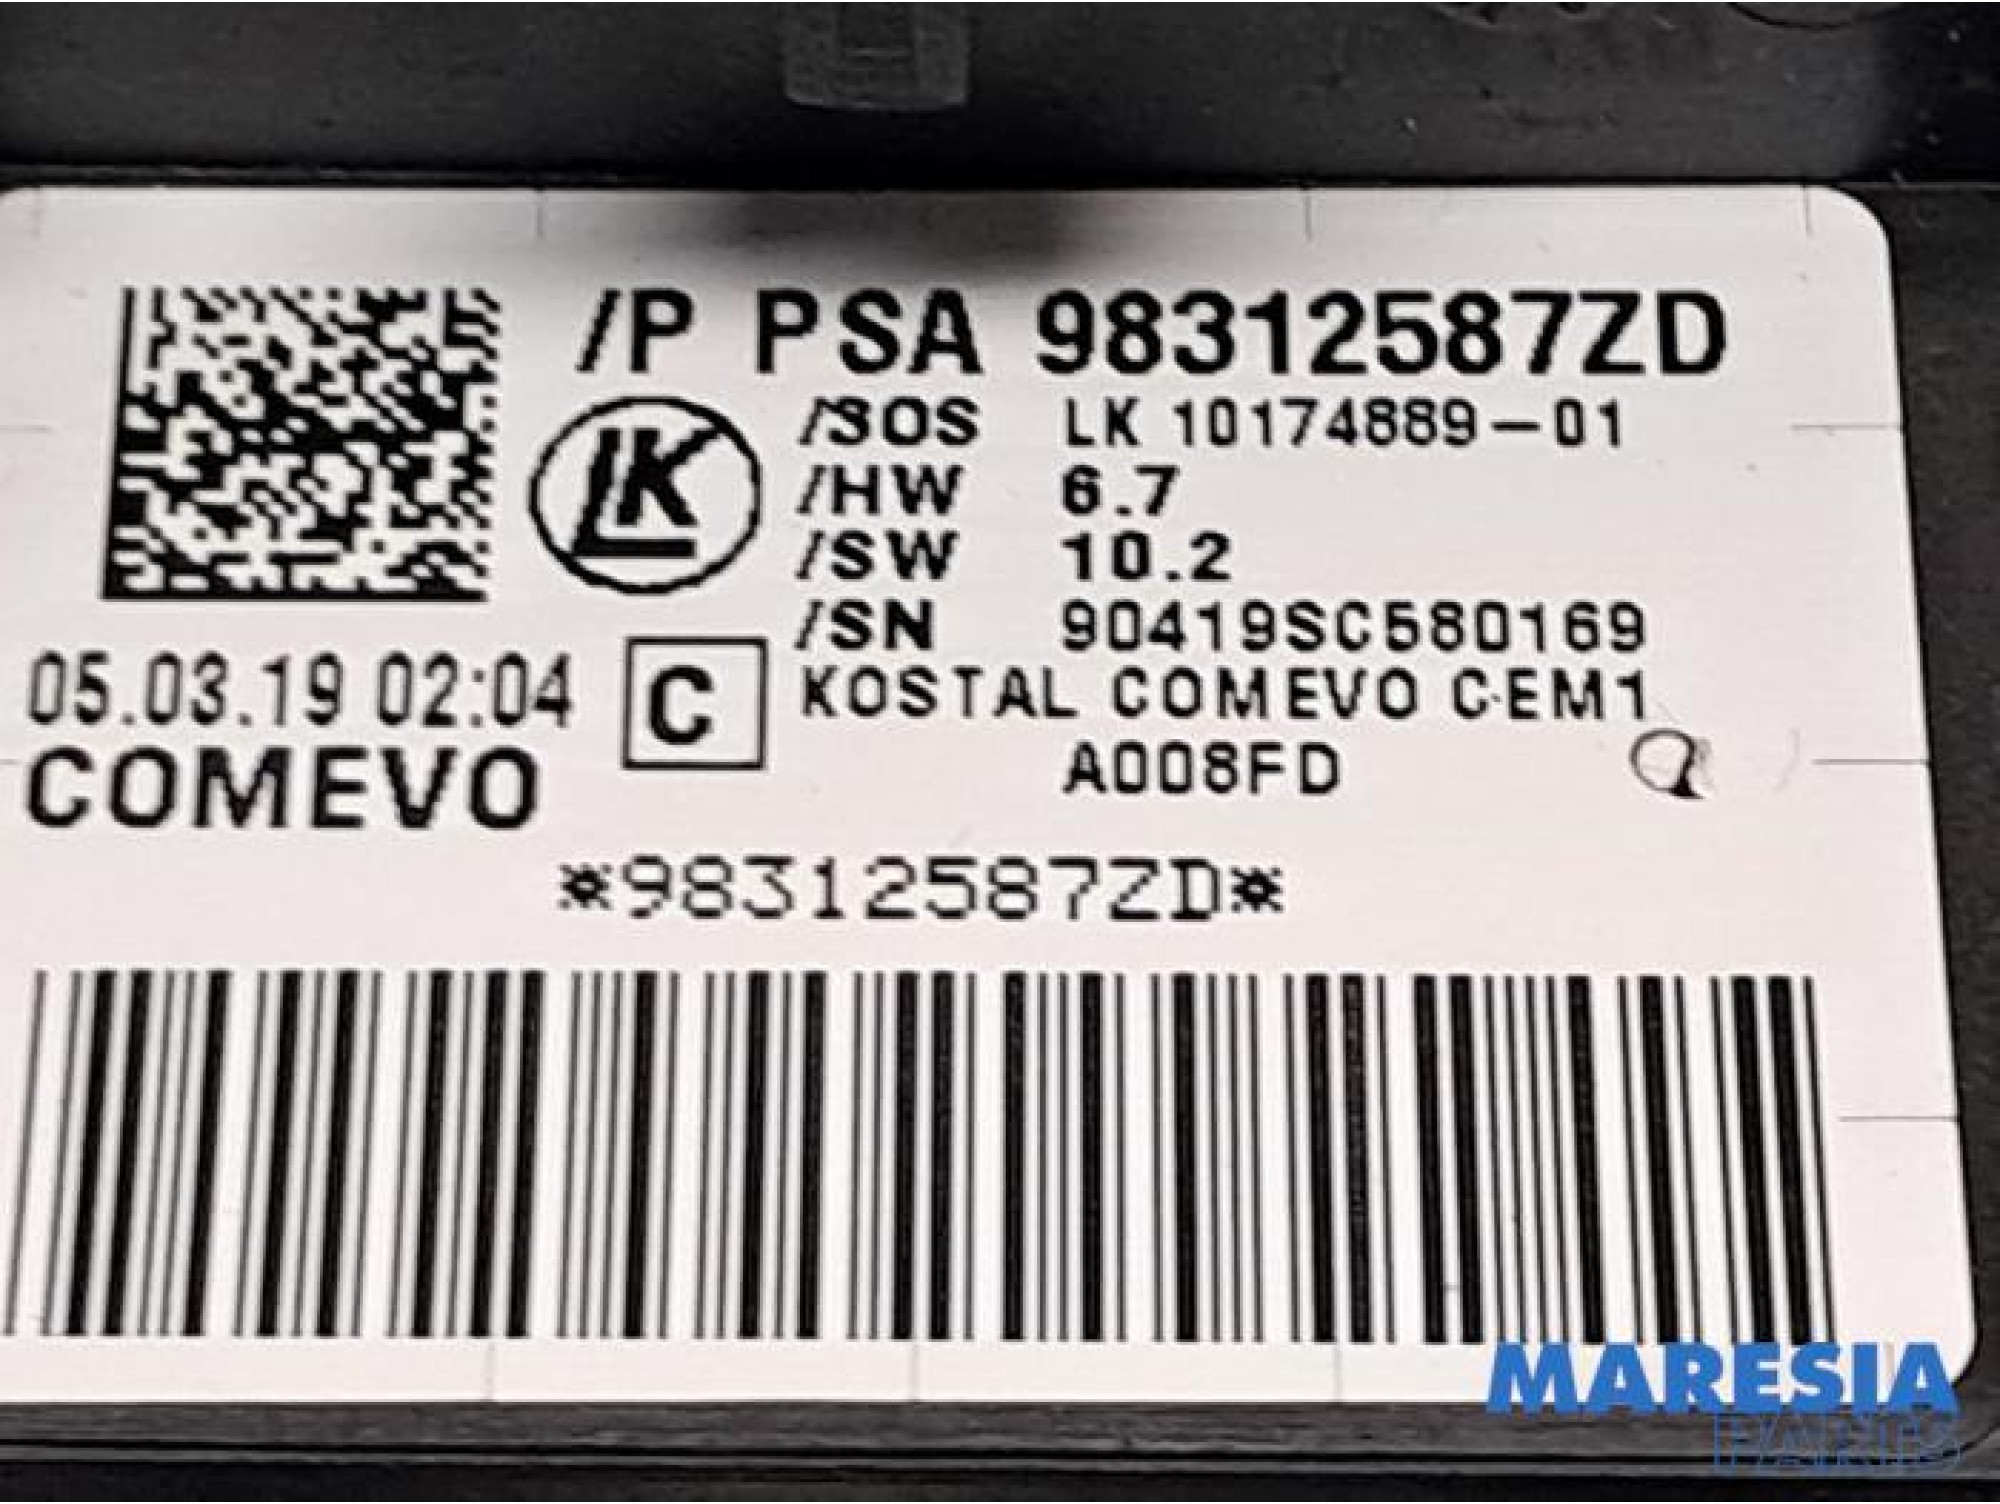 /P PSA 98312587ZD
LK
/SOS LK 10174889-01
/HW 6.7
/SW 10.2
/SN 90419SC580169
05.03.19 02:04 C KOSTAL COMEVO CEM1
COMEVO A008FD
*98312587ZD*
MARESIA
PARTS